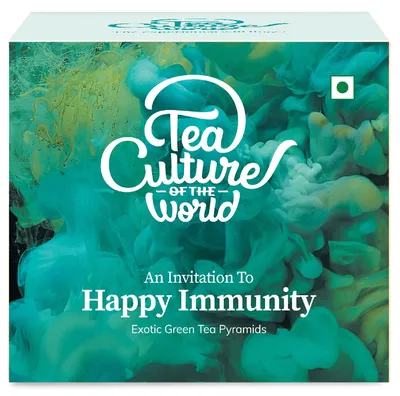 Tea
Culture
OF THE
World
An Invitation To
Happy Immunity
Exotic Green Tea Pyramids